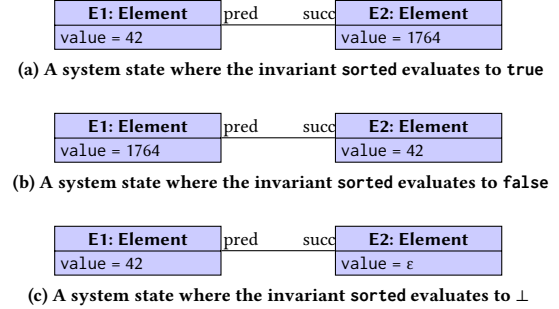 E1: Element pred succ E2: Element
value = 42 value = 1764
(a) A system state where the invariant sorted evaluates to true
E1: Element pred succ E2: Element
value = 1764 value = 42
(b) A system state where the invariant sorted evaluates to false
E1: Element pred succ E2: Element
value = 42 value = ε
(c) A system state where the invariant sorted evaluates to ⊥